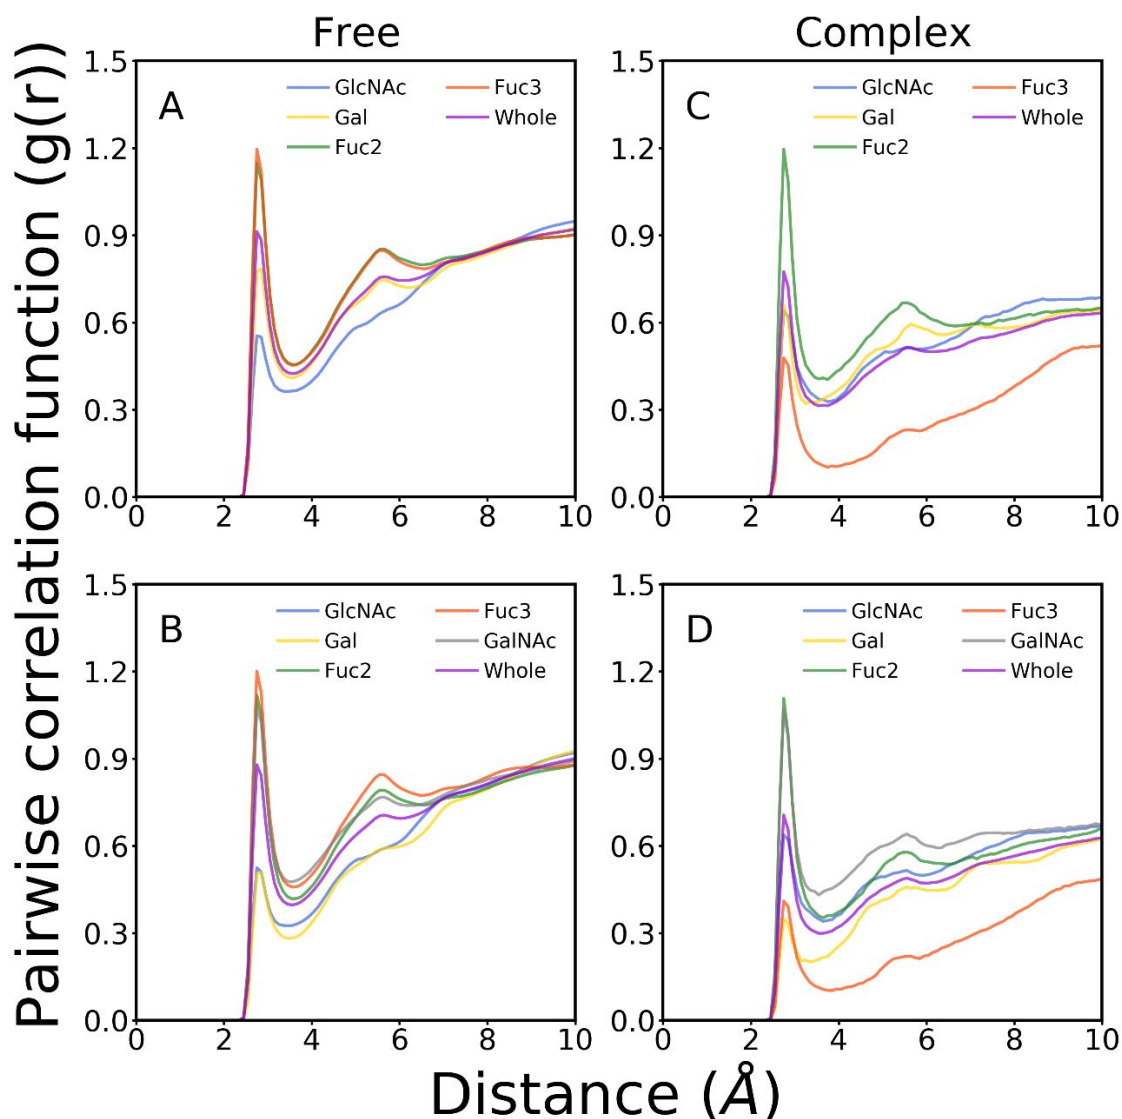 Free
Complex
Pairwise correlation function (g(r))
A
GlcNAc
Fuc3
Gal
Whole
Fuc2
1.5
1.2
0.9
0.6
0.3
0.0
0 2 4 6 8 10
C
GlcNAc
Fuc3
Gal
Whole
Fuc2
1.5
1.2
0.9
0.6
0.3
0.0
0 2 4 6 8 10
B
GlcNAc
Fuc3
Gal
GalNAc
Fuc2
Whole
1.5
1.2
0.9
0.6
0.3
0.0
0 2 4 6 8 10
D
GlcNAc
Fuc3
Gal
GalNAc
Fuc2
Whole
1.5
1.2
0.9
0.6
0.3
0.0
0 2 4 6 8 10
Distance (Å)